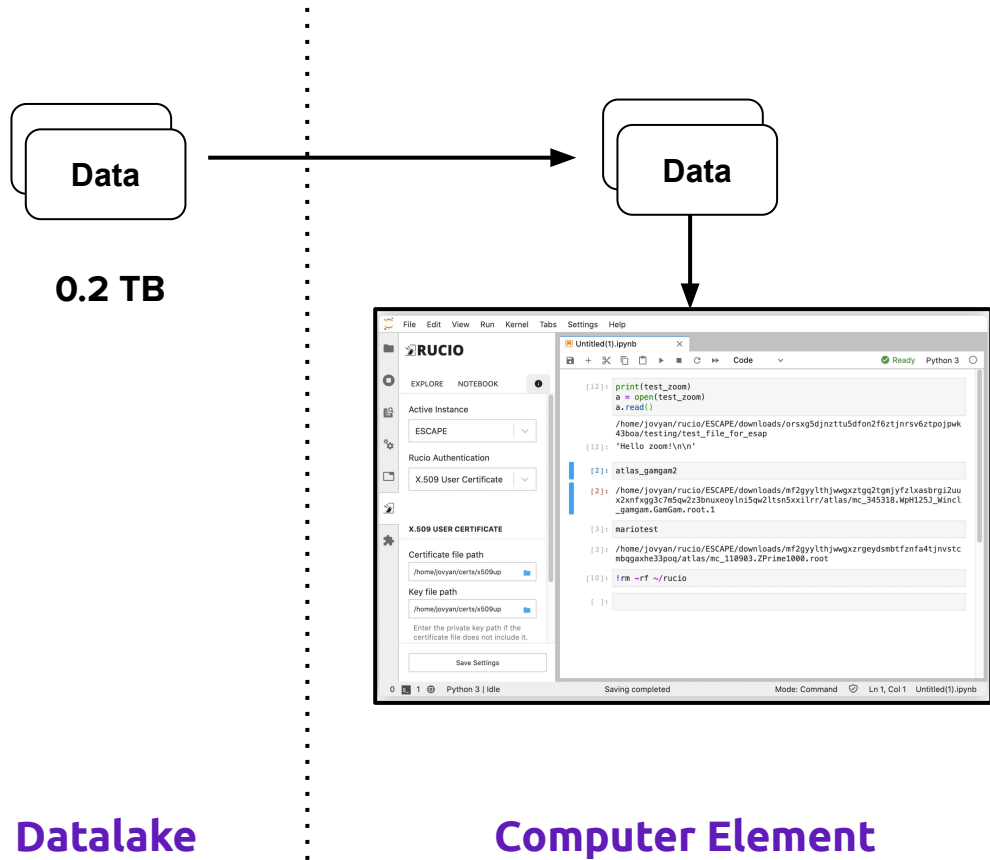 Data
Data
0.2 TB
File Edit View Run Kernel Tabs Settings Help
RUCIO
EXPLORE NOTEBOOK
Active Instance
ESCAPE
Rucio Authentication
X.509 User Certificate
X.509 USER CERTIFICATE
Certificate file path
/home/jovyan/certs/x509up
Key file path
/home/jovyan/certs/x509up
Enter the private key path if the
certificate file does not include it.
Save Settings
Untitled(1).ipynb
Code Ready Python 3
[12]: print(test_zoom)
a = open(test_zoom)
a.read()
/home/jovyan/rucio/ESCAPE/downloads/orsxg5djnzttu5dfon2f6ztjnrsv6ztpojpwk
43boa/testing/test_file_for_esap
[12]: 'Hello zoom!\n\n'
[2]: atlas_gamgam2
[2]: /home/jovyan/rucio/ESCAPE/downloads/mf2gyylthjwwgxztgq2tgmjyfzlxasbrgi2uu
x2xnfxgg3c7m5qw2z3bnuxeoylni5qw2ltsn5xxilrr/atlas/mc_345318.WpH125J_Wincl
_gamgam.GamGam.root.1
[3]: mariotest
[3]: /home/jovyan/rucio/ESCAPE/downloads/mf2gyylthjwwgxzrgeydsmbtfznfa4tjnvstc
mbqgaxhe33poq/atlas/mc_110903.ZPrime1000.root
[10]: !rm -rf ~/rucio
[ ]:
0 1 Python 3 | Idle Saving completed Mode: Command Ln 1, Col 1 Untitled(1).ipynb
Datalake
Computer Element